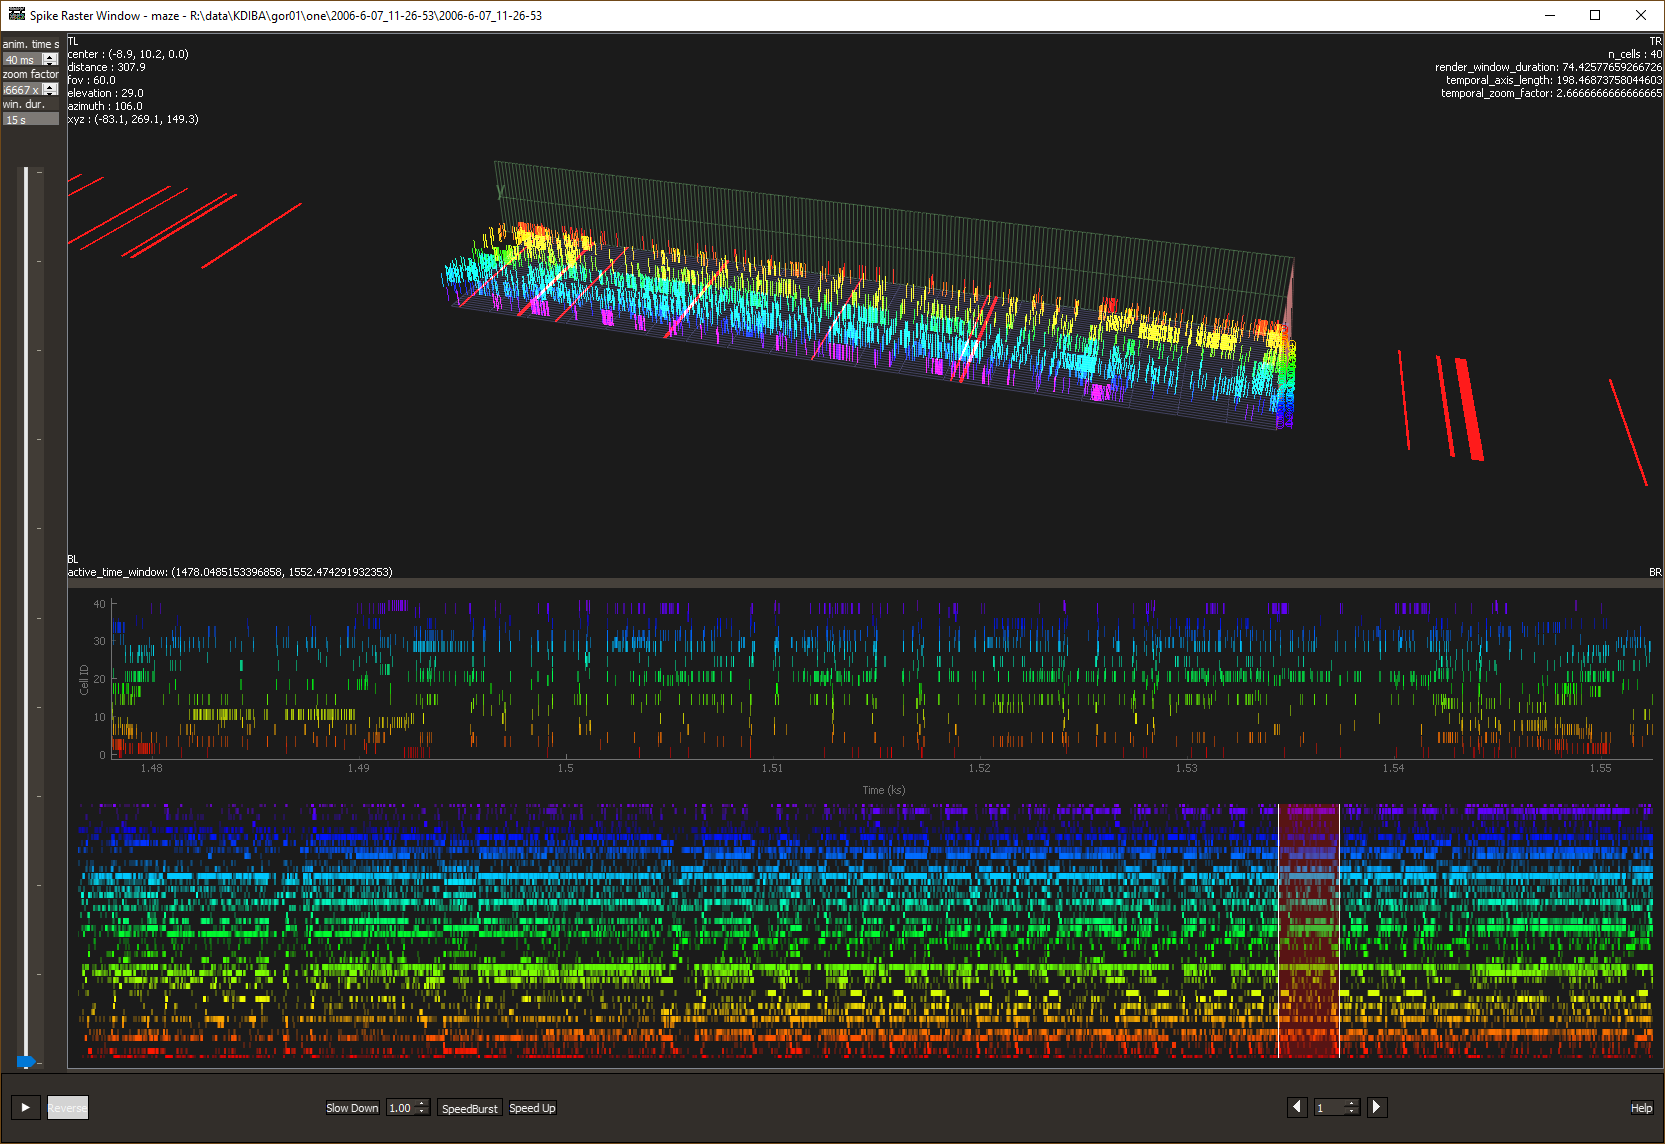 Spike Raster Window - maze - R:\data\KDIBA\gor01\one\2006-6-07_11-26-53\2006-6-07_11-26-53
anim. time s
40 ms
zoom factor
6667 x
win. dur.
15 s
TL
center : (-8.9, 10.2, 0.0)
distance : 307.9
fov : 60.0
elevation : 29.0
azimuth : 106.0
xyz : (-83.1, 269.1, 149.3)
TR
n_cells : 40
render_window_duration: 74.42577659266726
temporal_axis_length: 198.46873758044603
temporal_zoom_factor: 2.6666666666666665
Y
BL
active_time_window: (1478.0485153396858, 1552.474291932353)
BR
40
30
20
10
0
Cell ID
1.48 1.49 1.5 1.51 1.52 1.53 1.54 1.55
Time (ks)
Reverse
Slow Down 1.00 SpeedBurst Speed Up
1
Help